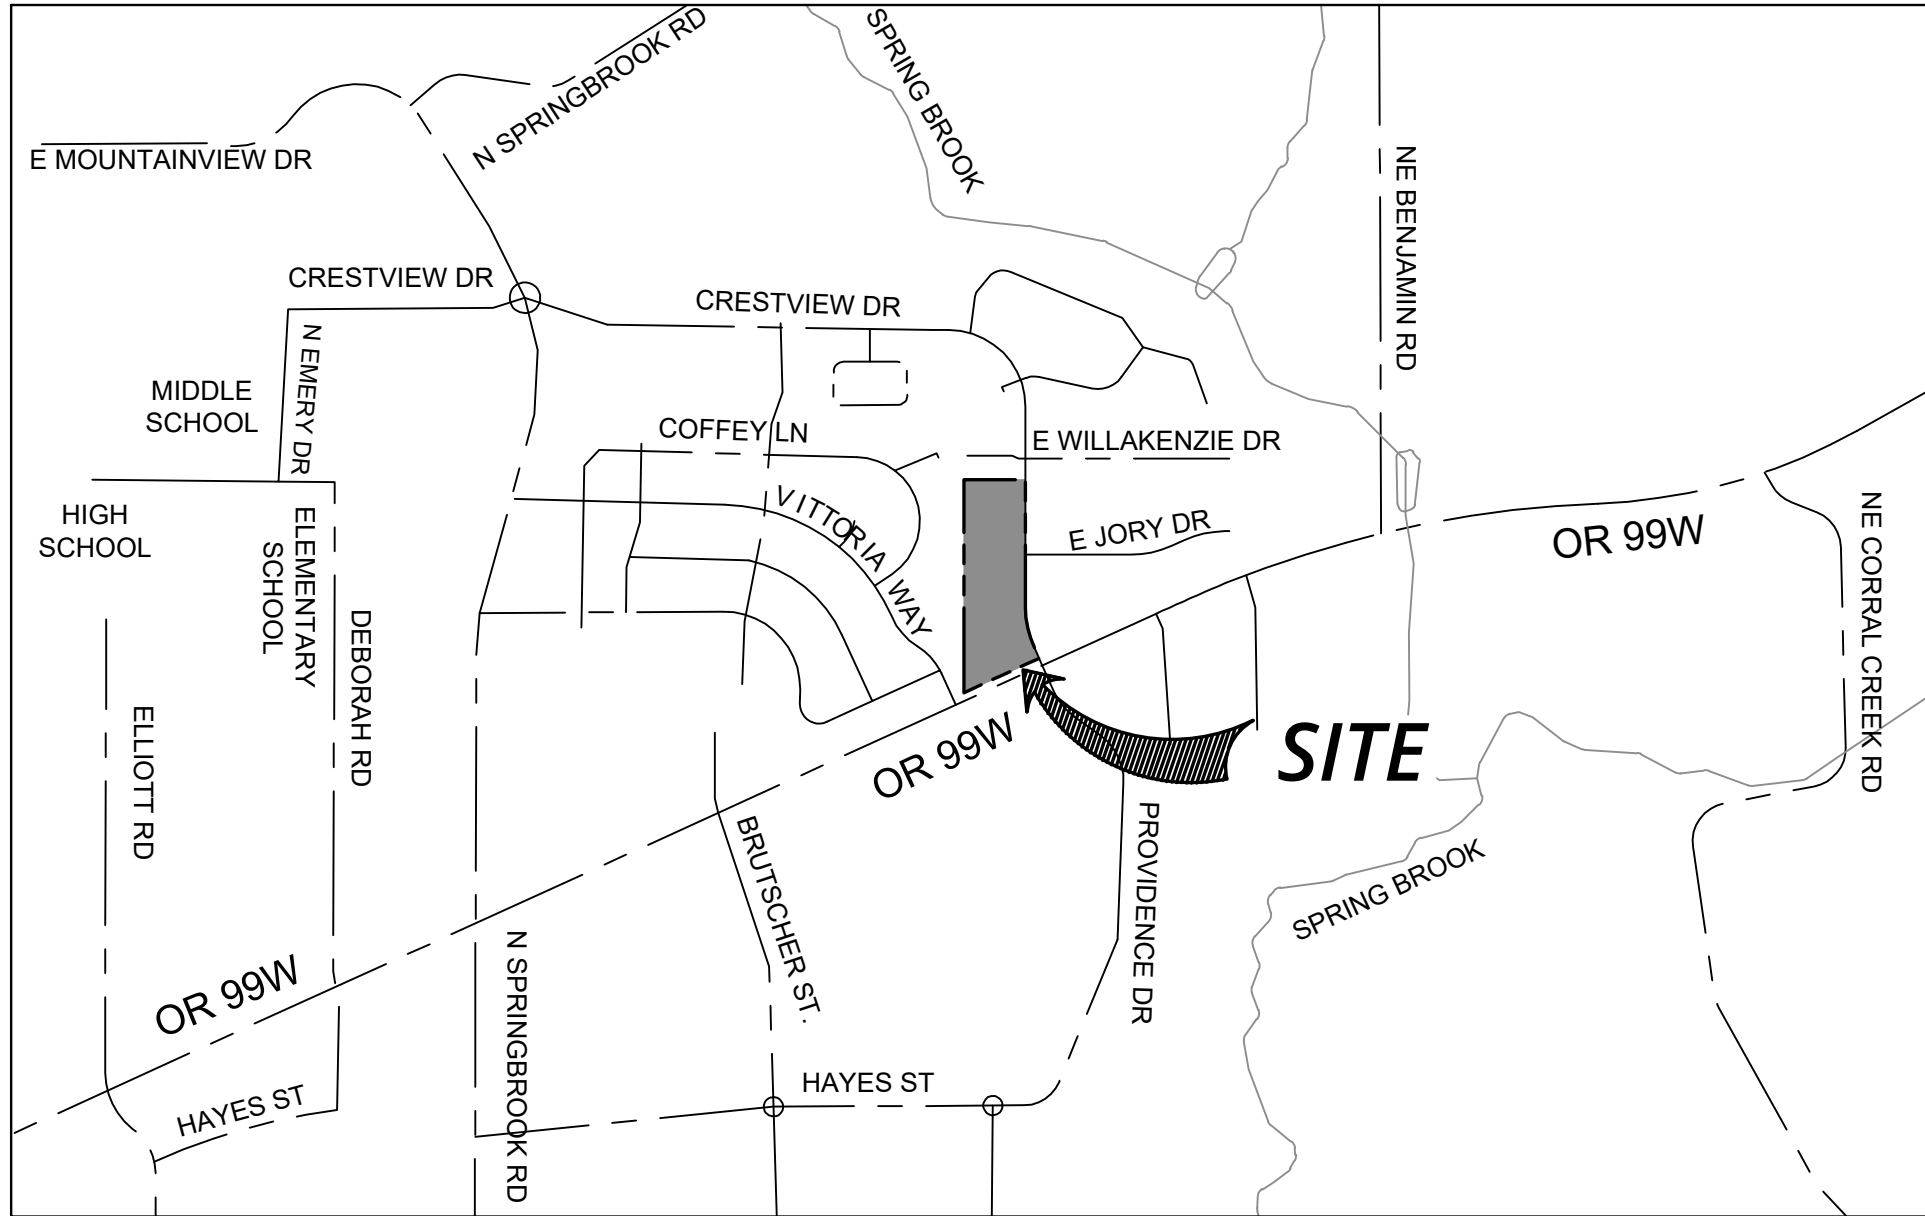 N SPRINGBROOK RD
SPRING BROOK
E MOUNTAINVIEW DR
NE BENJAMIN RD
CRESTVIEW DR
CRESTVIEW DR
N EMERY DR
MIDDLE
SCHOOL
COFFEY LN
E WILLAKENZIE DR
HIGH
SCHOOL
ELEMENTARY
SCHOOL
VITTORIA WAY
E JORY DR
OR 99W
NE CORRAL CREEK RD
DEBORAH RD
ELLIOTT RD
OR 99W
SITE
BRUTSCHER ST.
PROVIDENCE DR
SPRING BROOK
OR 99W
N SPRINGBROOK RD
HAYES ST
HAYES ST